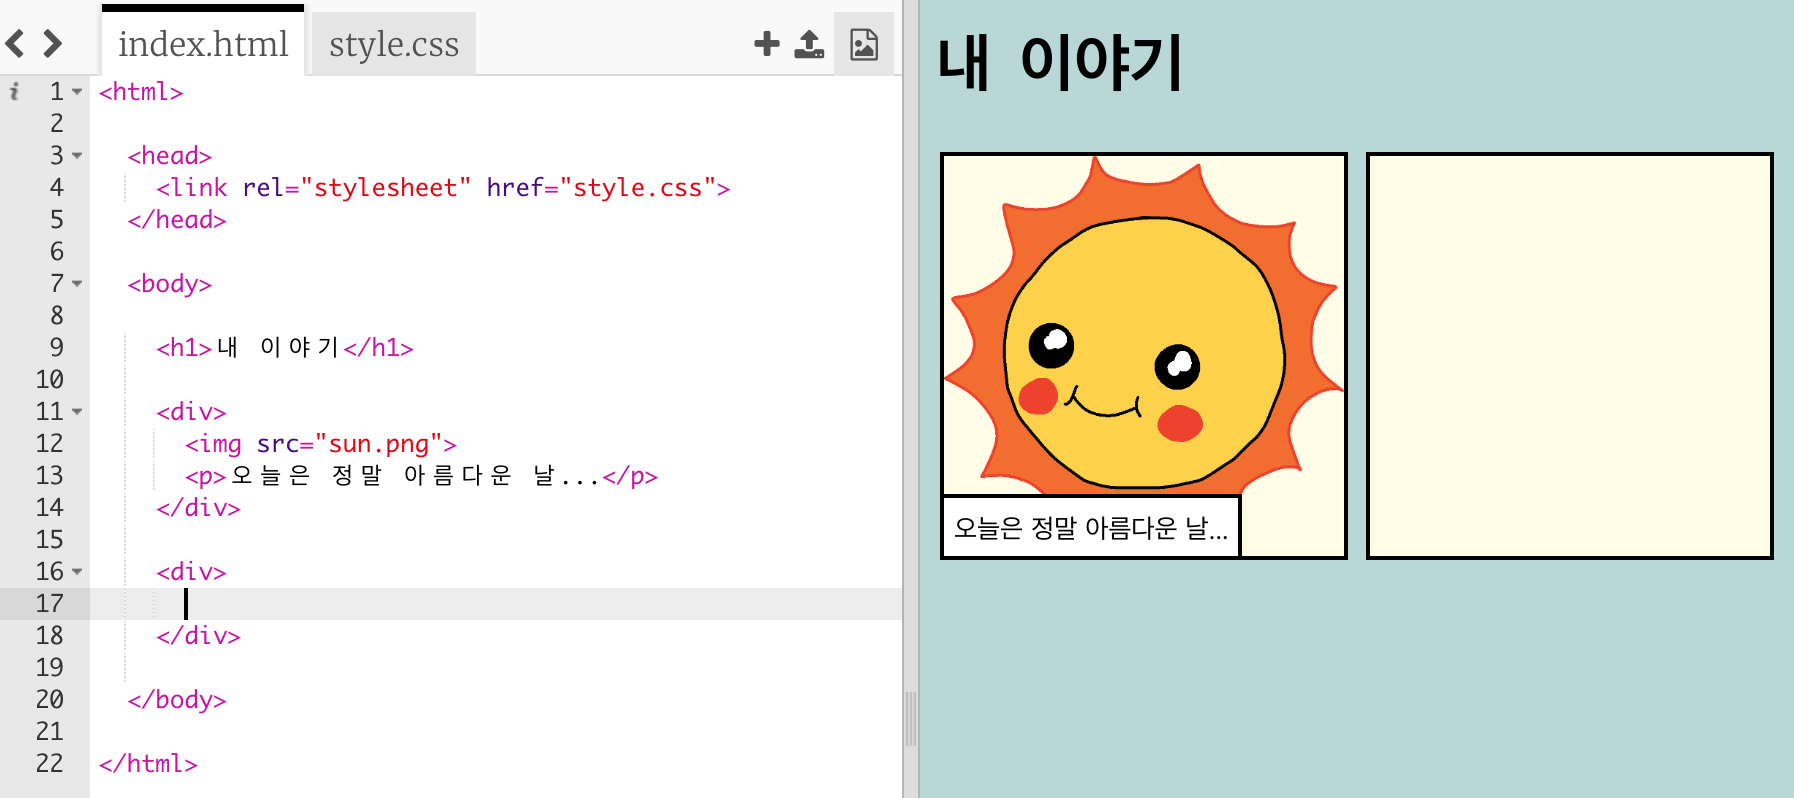 index.html style.css
1 <html>
2
3 <head>
4 <link rel="stylesheet" href="style.css">
5 </head>
6
7 <body>
8
9 <h1>내 이야기</h1>
10
11 <div>
12 <img src="sun.png">
13 <p>오늘은 정말 아름다운 날...</p>
14 </div>
15
16 <div>
17
18 </div>
19
20 </body>
21
22 </html>
내 이야기
오늘은 정말 아름다운 날...